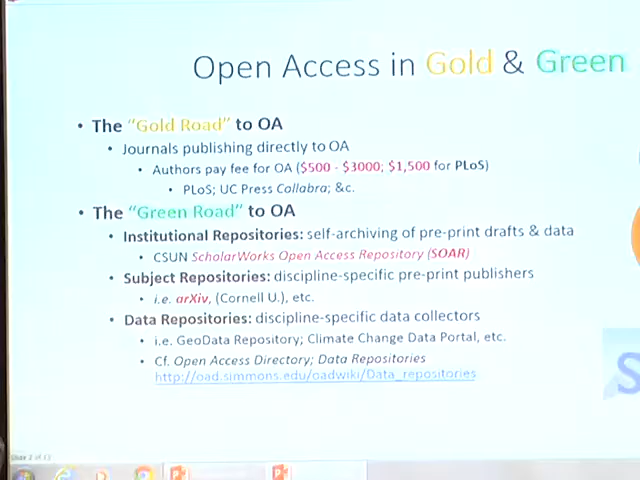 Open Access in Gold & Green
• The "Gold Road" to OA
• Journals publishing directly to OA
• Authors pay fee for OA ($500 - $3000; $1,500 for PLoS)
• PLoS; UC Press Collabra; &c.
• The "Green Road" to OA
• Institutional Repositories: self-archiving of pre-print drafts & data
• CSUN ScholarWorks Open Access Repository (SOAR)
• Subject Repositories: discipline-specific pre-print publishers
• i.e. arXiv, (Cornell U.), etc.
• Data Repositories: discipline-specific data collectors
• i.e. GeoData Repository; Climate Change Data Portal, etc.
• Cf. Open Access Directory; Data Repositories
http://oad.simmons.edu/oadwiki/Data_repositories
S